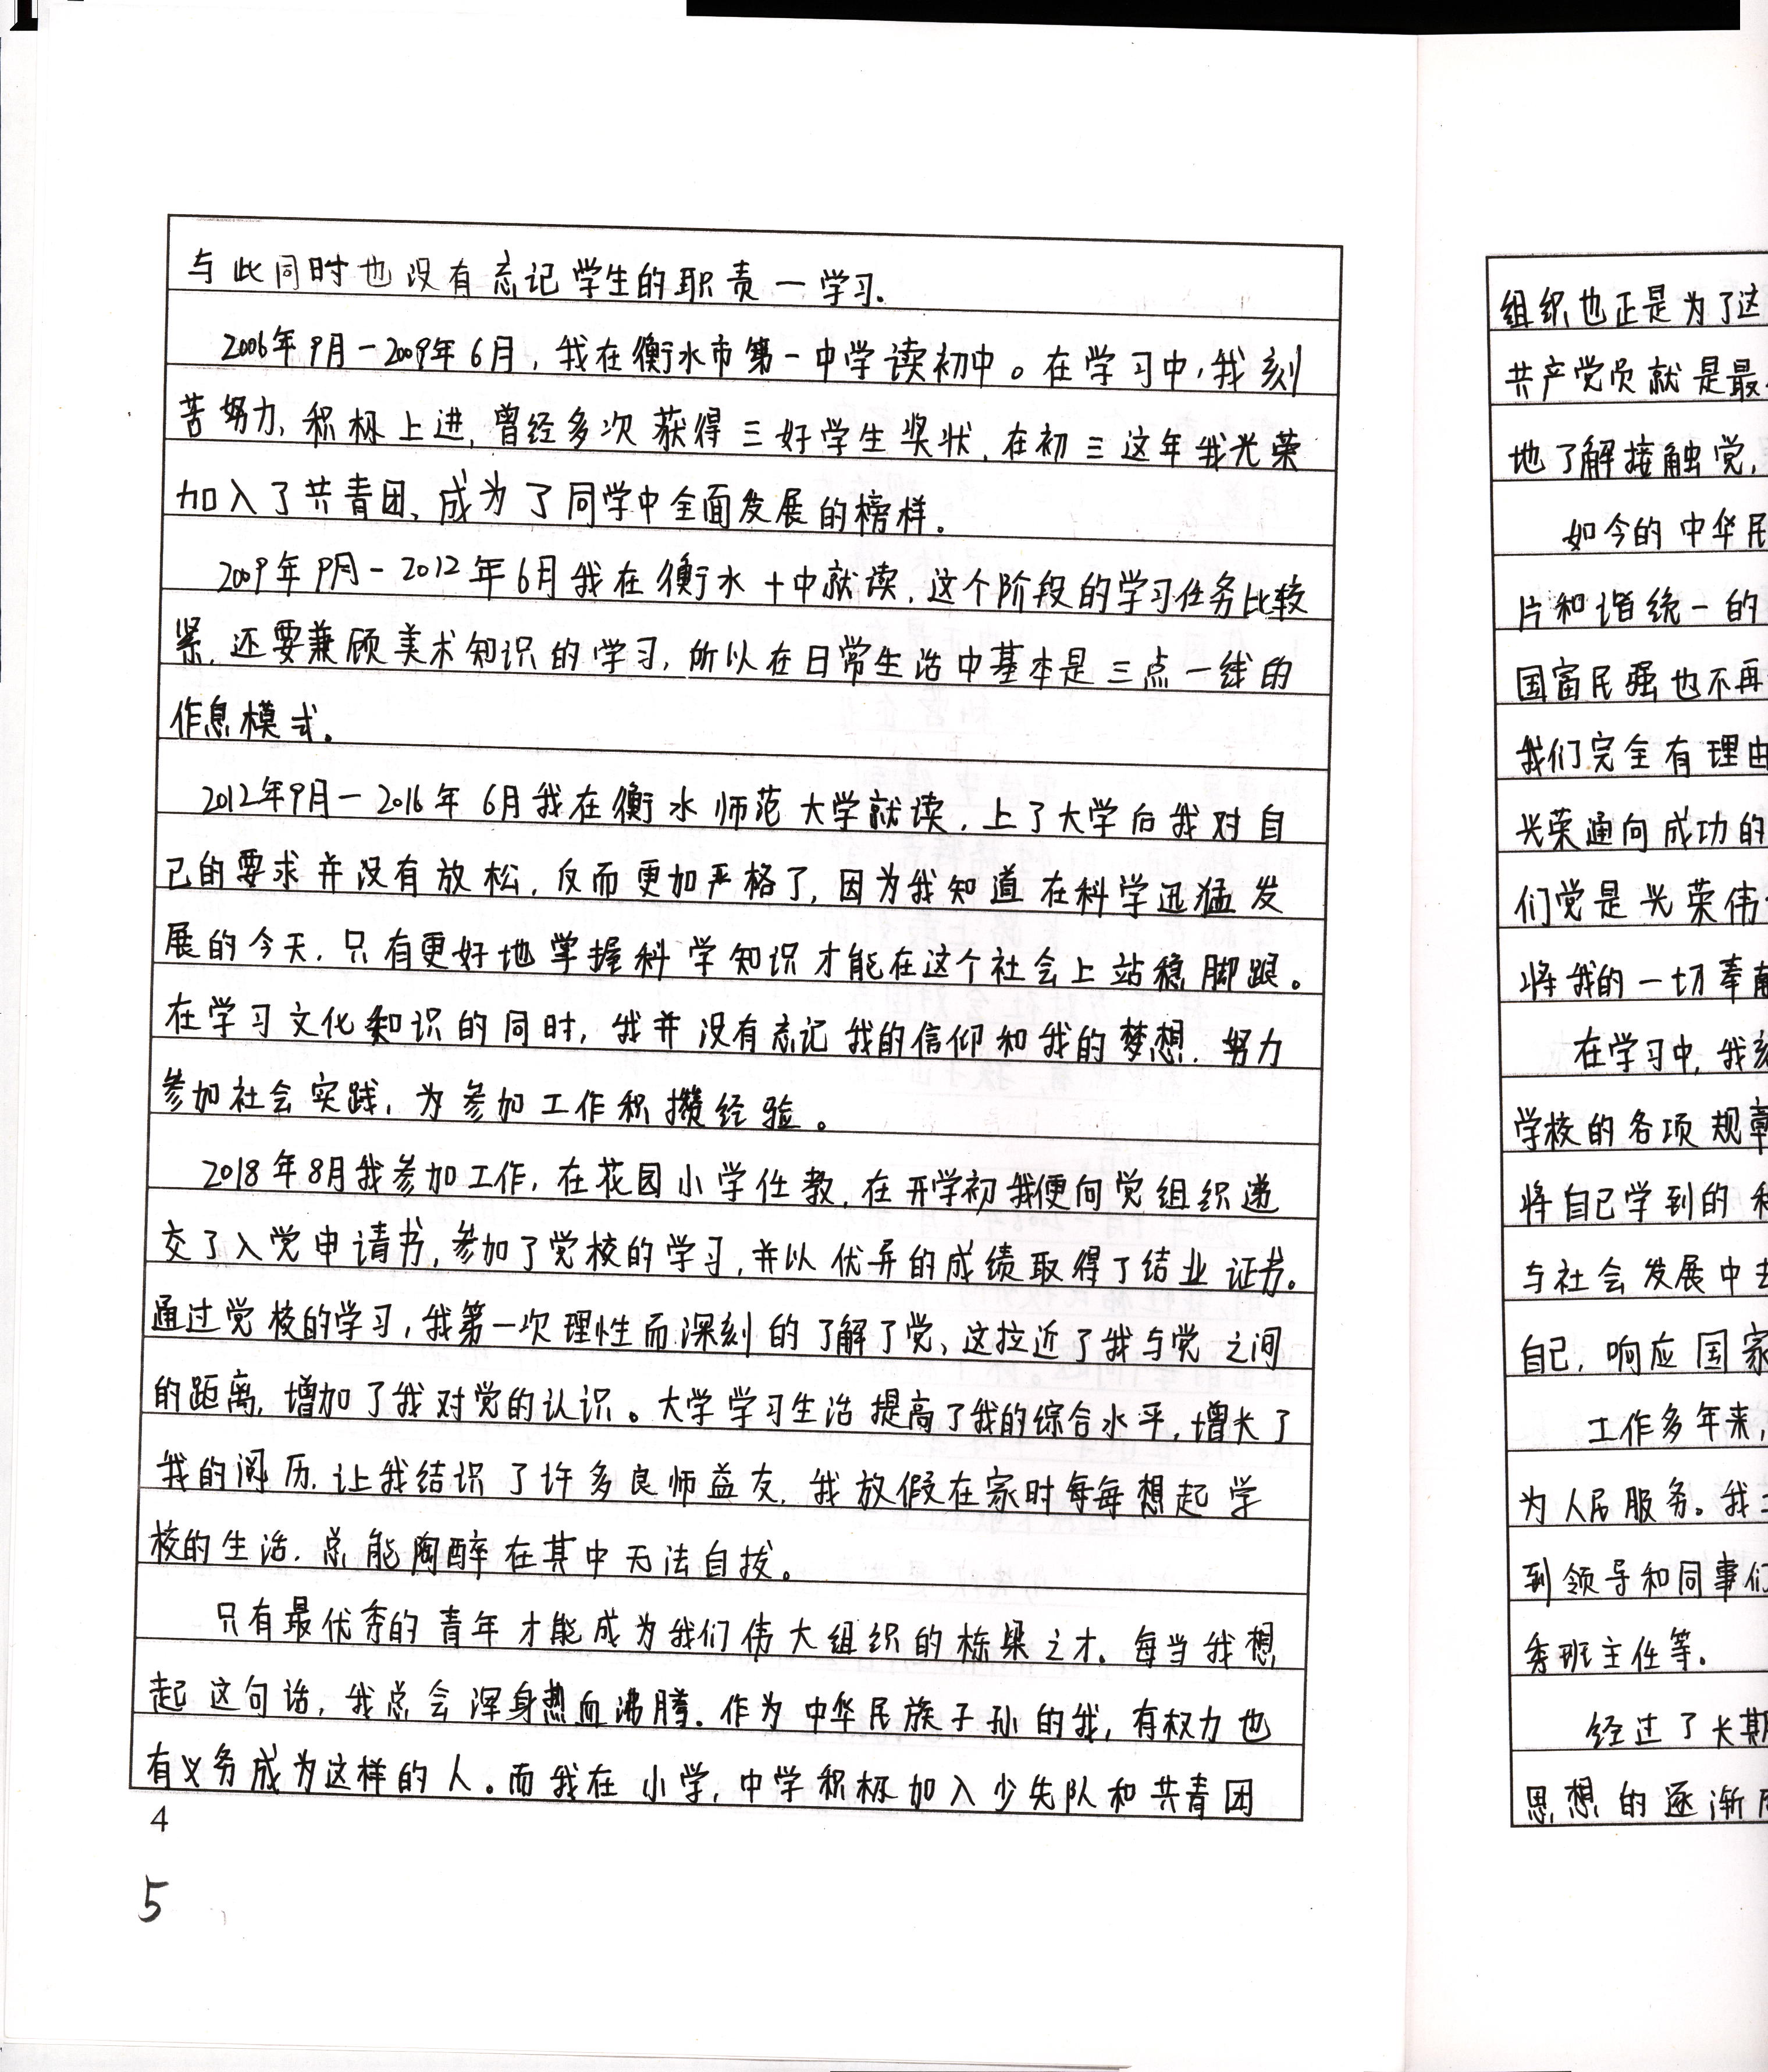 与此同时也没有忘记学生的职责一学习.
2006年9月一2009年6月,我在衡水市第一中学读初中。在学习中,我刻
苦努力,积极上进,曾经多次获得三好学生奖状,在初三这年我光荣
加入了共青团、成为了同学中全面发展的榜样。
2009年9月-2012年6月我在衡水十中就读,这个阶段的学习任务比较
紧,还要兼顾美术知识的学习,所以在日常生活中基本是三点一线的
作息模式。
2012年9月一2016年6月我在衡水师范大学就读,上了大学后我对自
己的要求并没有放松,反而更加严格了,因为我知道在科学迅猛发
展的今天,只有更好地掌握科学知识才能在这个社会上站稳脚跟。
在学习文化知识的同时,我并没有忘记我的信仰和我的梦想,努力
参加社会实践,为参加工作积攒经验。
2018年8月我参加工作,在花园小学任教,在开学初我便向党组织递
交了入党申请书,参加了党校的学习,并以优异的成绩取得了结业证书。
通过党校的学习,我第一次理性而深刻的了解了党、这拉近了我与党之间
的距离,增加了我对党的认识。大学学习生活提高了我的综合水平,增长了
我的阅历,让我结识了许多良师益友,我放假在家时每每想起学
校的生活,总能陶醉在其中无法自拔。
只有最优秀的青年才能成为我们伟大组织的栋梁之才。每当我想
起这句话,我总会浑身热血沸腾.作为中华民族子孙的我,有权力也
有义务成为这样的人。而我在小学,中学积极加入少先队和共青团
4
5
组织也正是为了这
共产党员就是最
地了解接触党,
如今的中华民
片和谐统一的
国富民强也不再
我们完全有理由
光荣通向成功的
们党是光荣伟
将我的一切奉献
在学习中,我刻
学校的各项规章
将自己学到的科
与社会发展中去
自己,响应国家
工作多年来,
为人民服务。我
到领导和同事们
秀班主任等.
经过了长期
思想的逐渐